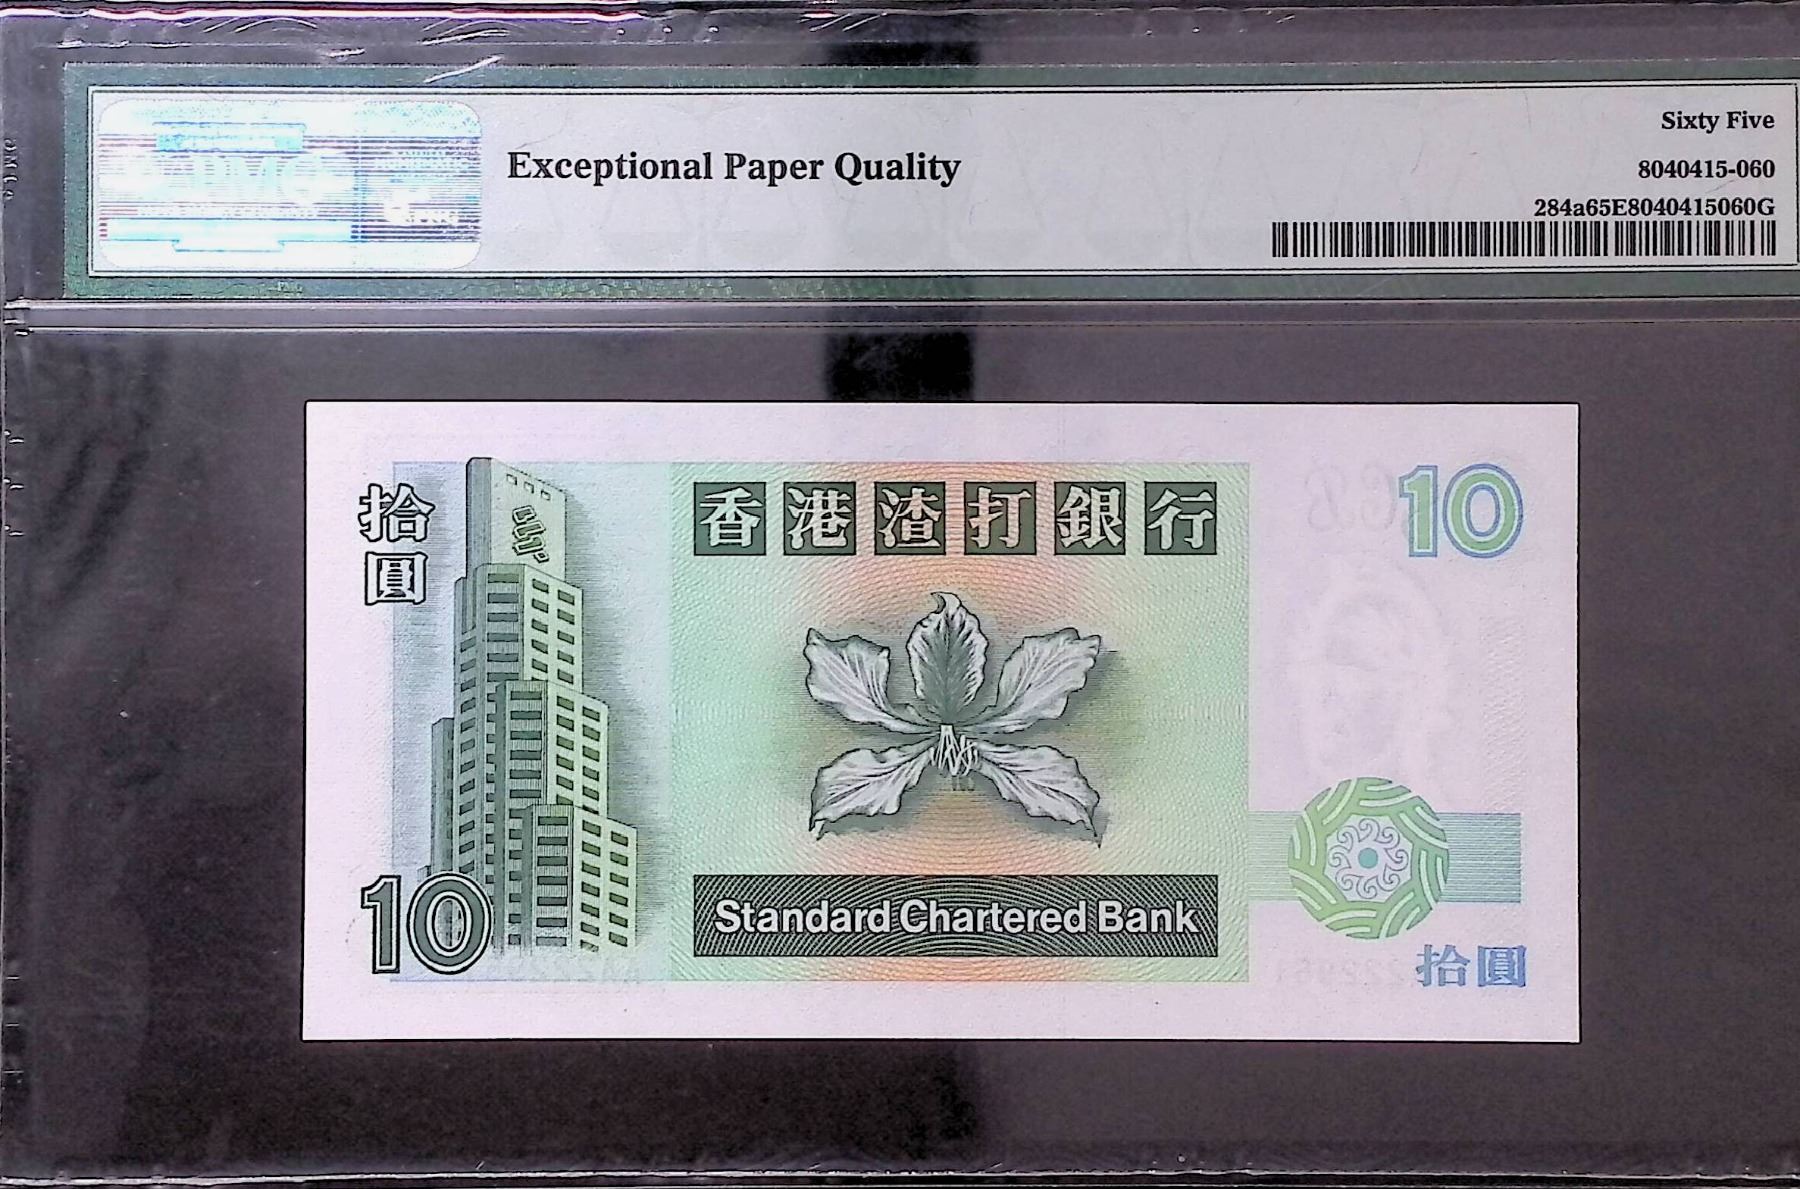 Sixty Five
Exceptional Paper Quality
8040415-060
284a65E8040415060G
PMG
拾圓
香港渣打銀行
10
Standard Chartered Bank
10
拾圓